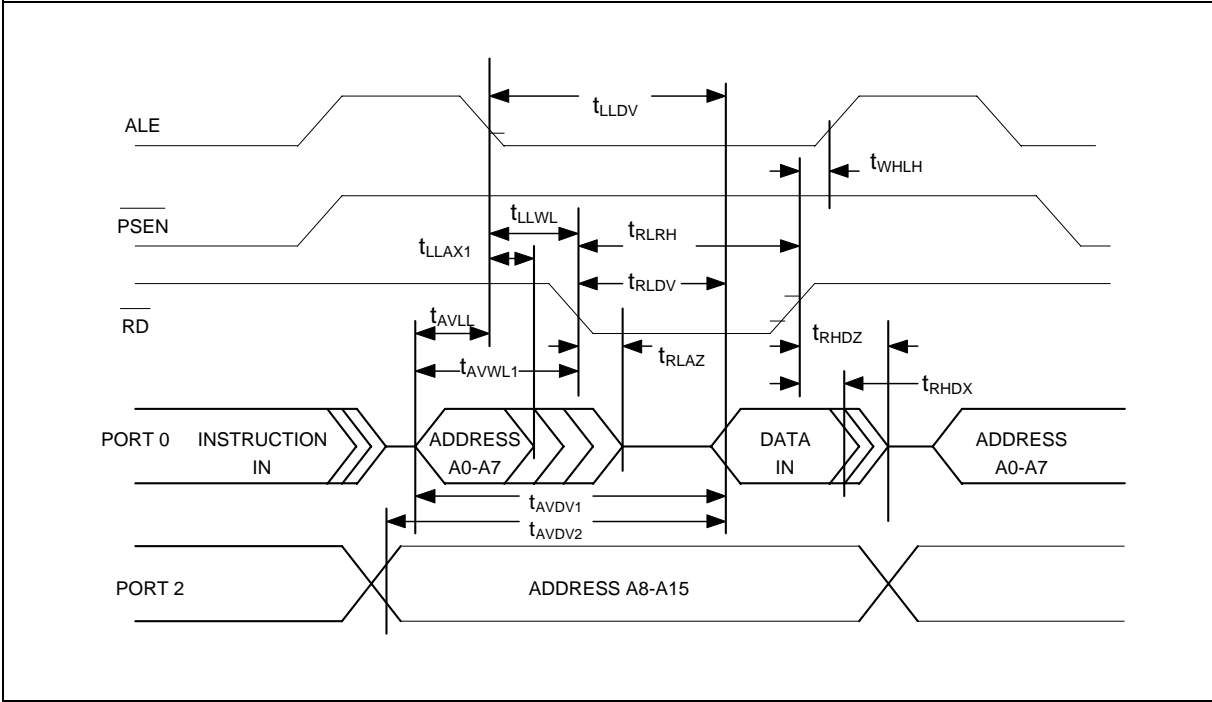 ALE
tLLDV
tWHLH
PSEN
tLLWL
tRLRH
tLLAX1
tRLDV
RD
tAVLL
tRLAZ
tRHDZ
tAVWL1
tRHDX
PORT 0
INSTRUCTION
IN
ADDRESS
A0-A7
DATA
IN
ADDRESS
A0-A7
tAVDV1
tAVDV2
PORT 2
ADDRESS A8-A15